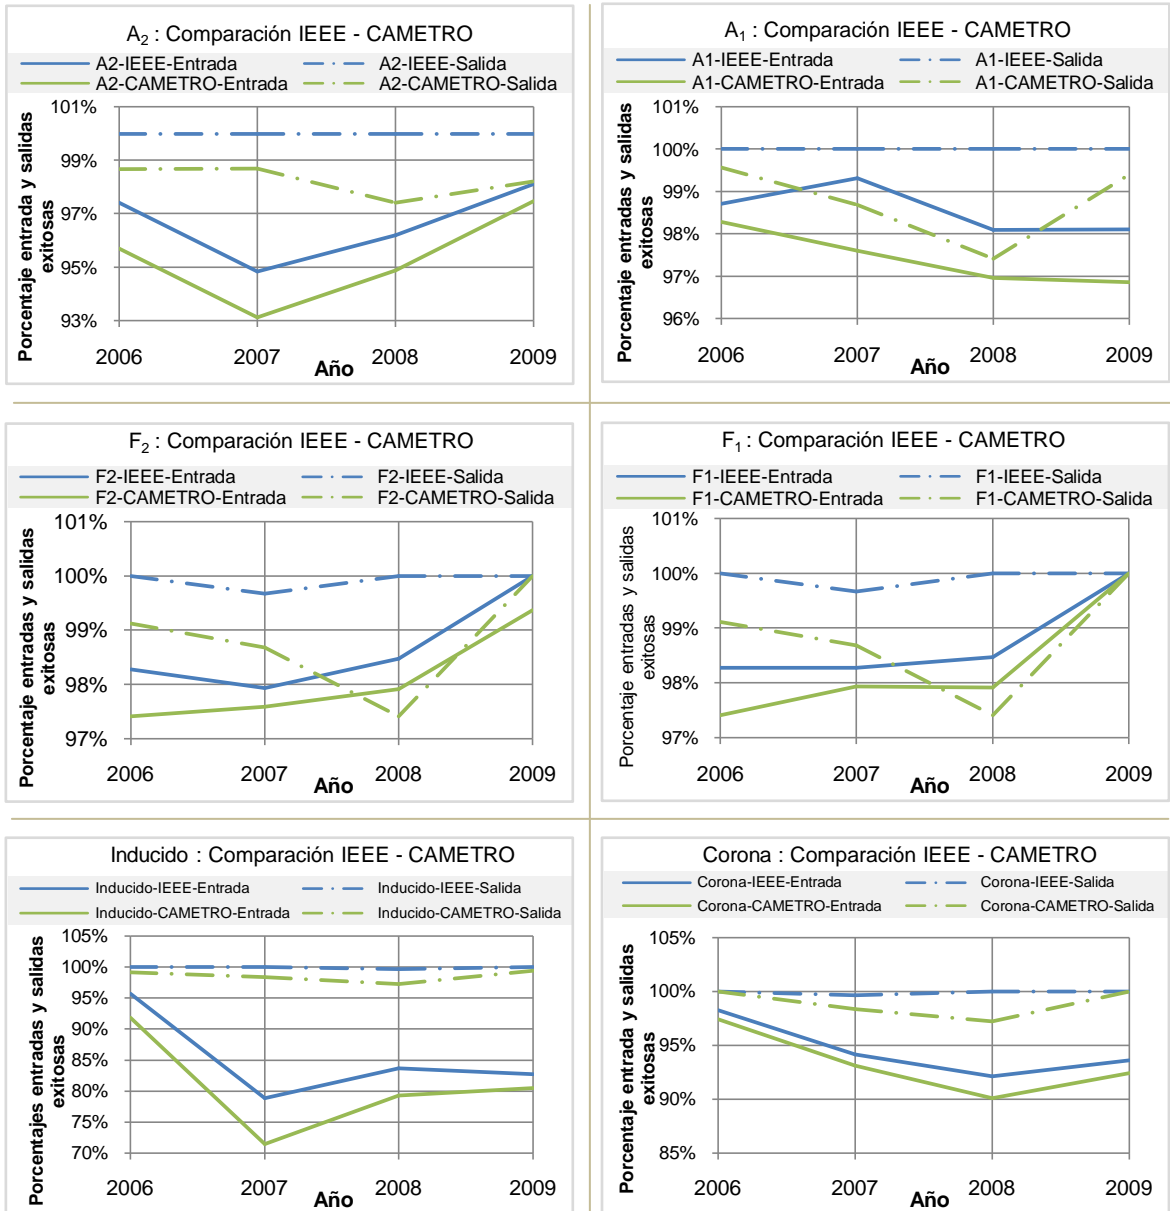 A2 : Comparación IEEE - CAMETRO
A2-IEEE-Entrada A2-IEEE-Salida
A2-CAMETRO-Entrada A2-CAMETRO-Salida
Porcentaje entrada y salidas
exitosas
101%
99%
97%
95%
93%
2006 2007 2008 2009
Año
A1 : Comparación IEEE - CAMETRO
A1-IEEE-Entrada A1-IEEE-Salida
A1-CAMETRO-Entrada A1-CAMETRO-Salida
Porcentaje entradas y salidas
exitosas
101%
100%
99%
98%
97%
96%
2006 2007 2008 2009
Año
F2 : Comparación IEEE - CAMETRO
F2-IEEE-Entrada F2-IEEE-Salida
F2-CAMETRO-Entrada F2-CAMETRO-Salida
Porcentaje entradas y salidas
exitosas
101%
100%
99%
98%
97%
2006 2007 2008 2009
Año
F1 : Comparación IEEE - CAMETRO
F1-IEEE-Entrada F1-IEEE-Salida
F1-CAMETRO-Entrada F1-CAMETRO-Salida
Porcentaje entradas y salidas
exitosas
101%
100%
99%
98%
97%
2006 2007 2008 2009
Año
Inducido : Comparación IEEE - CAMETRO
Inducido-IEEE-Entrada Inducido-IEEE-Salida
Inducido-CAMETRO-Entrada Inducido-CAMETRO-Salida
Porcentajes entradas y salidas
exitosas
105%
100%
95%
90%
85%
80%
75%
70%
2006 2007 2008 2009
Año
Corona : Comparación IEEE - CAMETRO
Corona-IEEE-Entrada Corona-IEEE-Salida
Corona-CAMETRO-Entrada Corona-CAMETRO-Salida
Porcentaje entrada y salidas
exitosas
105%
100%
95%
90%
85%
2006 2007 2008 2009
Año